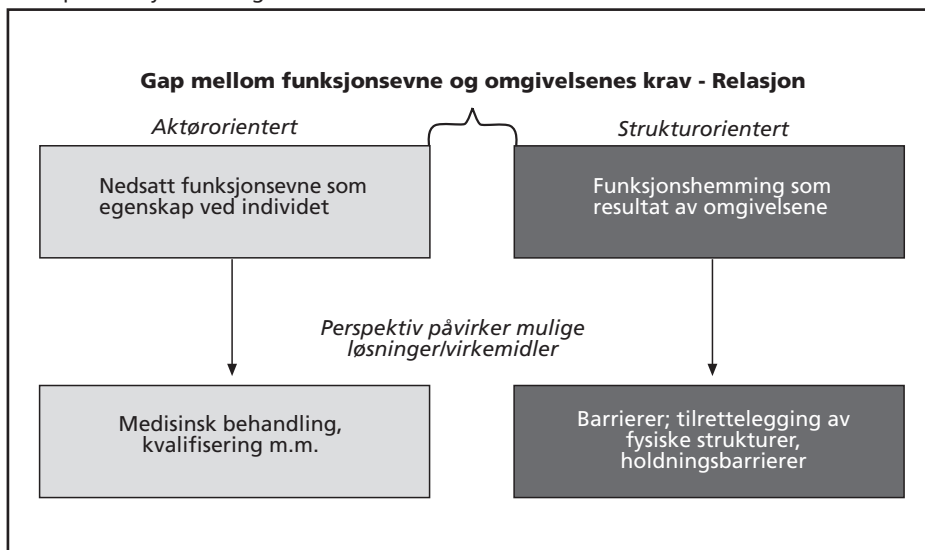 Gap mellom funksjonsevne og omgivelsenes krav - Relasjon
Aktørorientert
Strukturorientert
Nedsatt funksjonsevne som
egenskap ved individet
Funksjonshemming som
resultat av omgivelsene
Perspektiv påvirker mulige
løsninger/virkemidler
Medisinsk behandling,
kvalifisering m.m.
Barrierer; tilrettelegging av
fysiske strukturer,
holdningsbarrierer